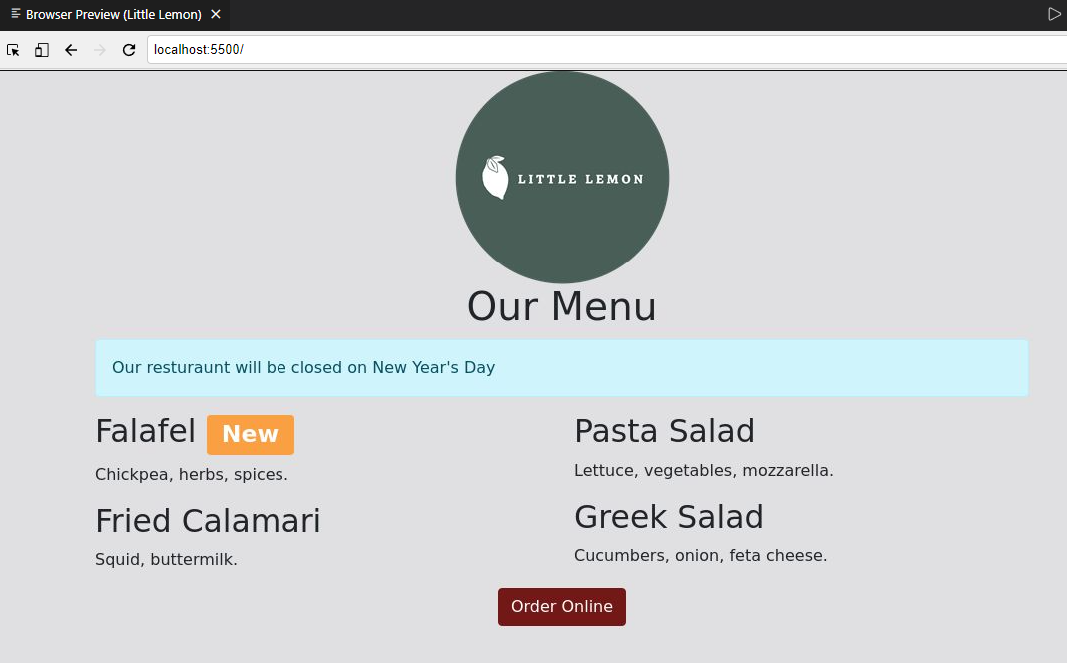 Browser Preview (Little Lemon)
localhost:5500/
LITTLE LEMON
Our Menu
Our resturaunt will be closed on New Year's Day
Falafel New
Chickpea, herbs, spices.
Fried Calamari
Squid, buttermilk.
Pasta Salad
Lettuce, vegetables, mozzarella.
Greek Salad
Cucumbers, onion, feta cheese.
Order Online